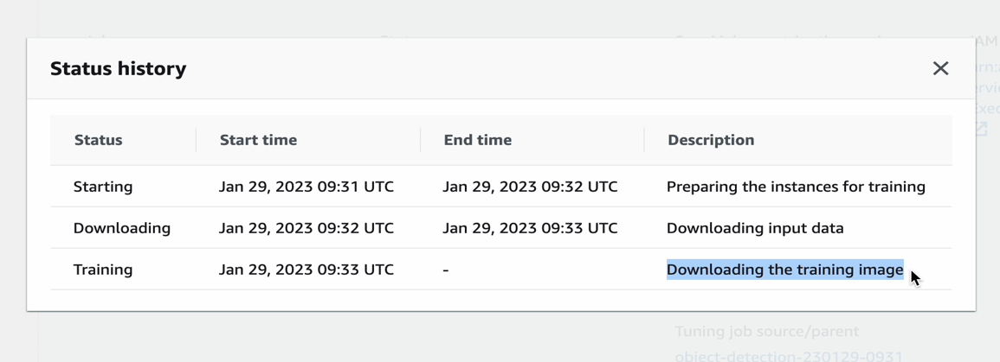 Status history
Status Start time End time Description
Starting Jan 29, 2023 09:31 UTC Jan 29, 2023 09:32 UTC Preparing the instances for training
Downloading Jan 29, 2023 09:32 UTC Jan 29, 2023 09:33 UTC Downloading input data
Training Jan 29, 2023 09:33 UTC - Downloading the training image
Tuning job source/parent
object-detection-230129-0931